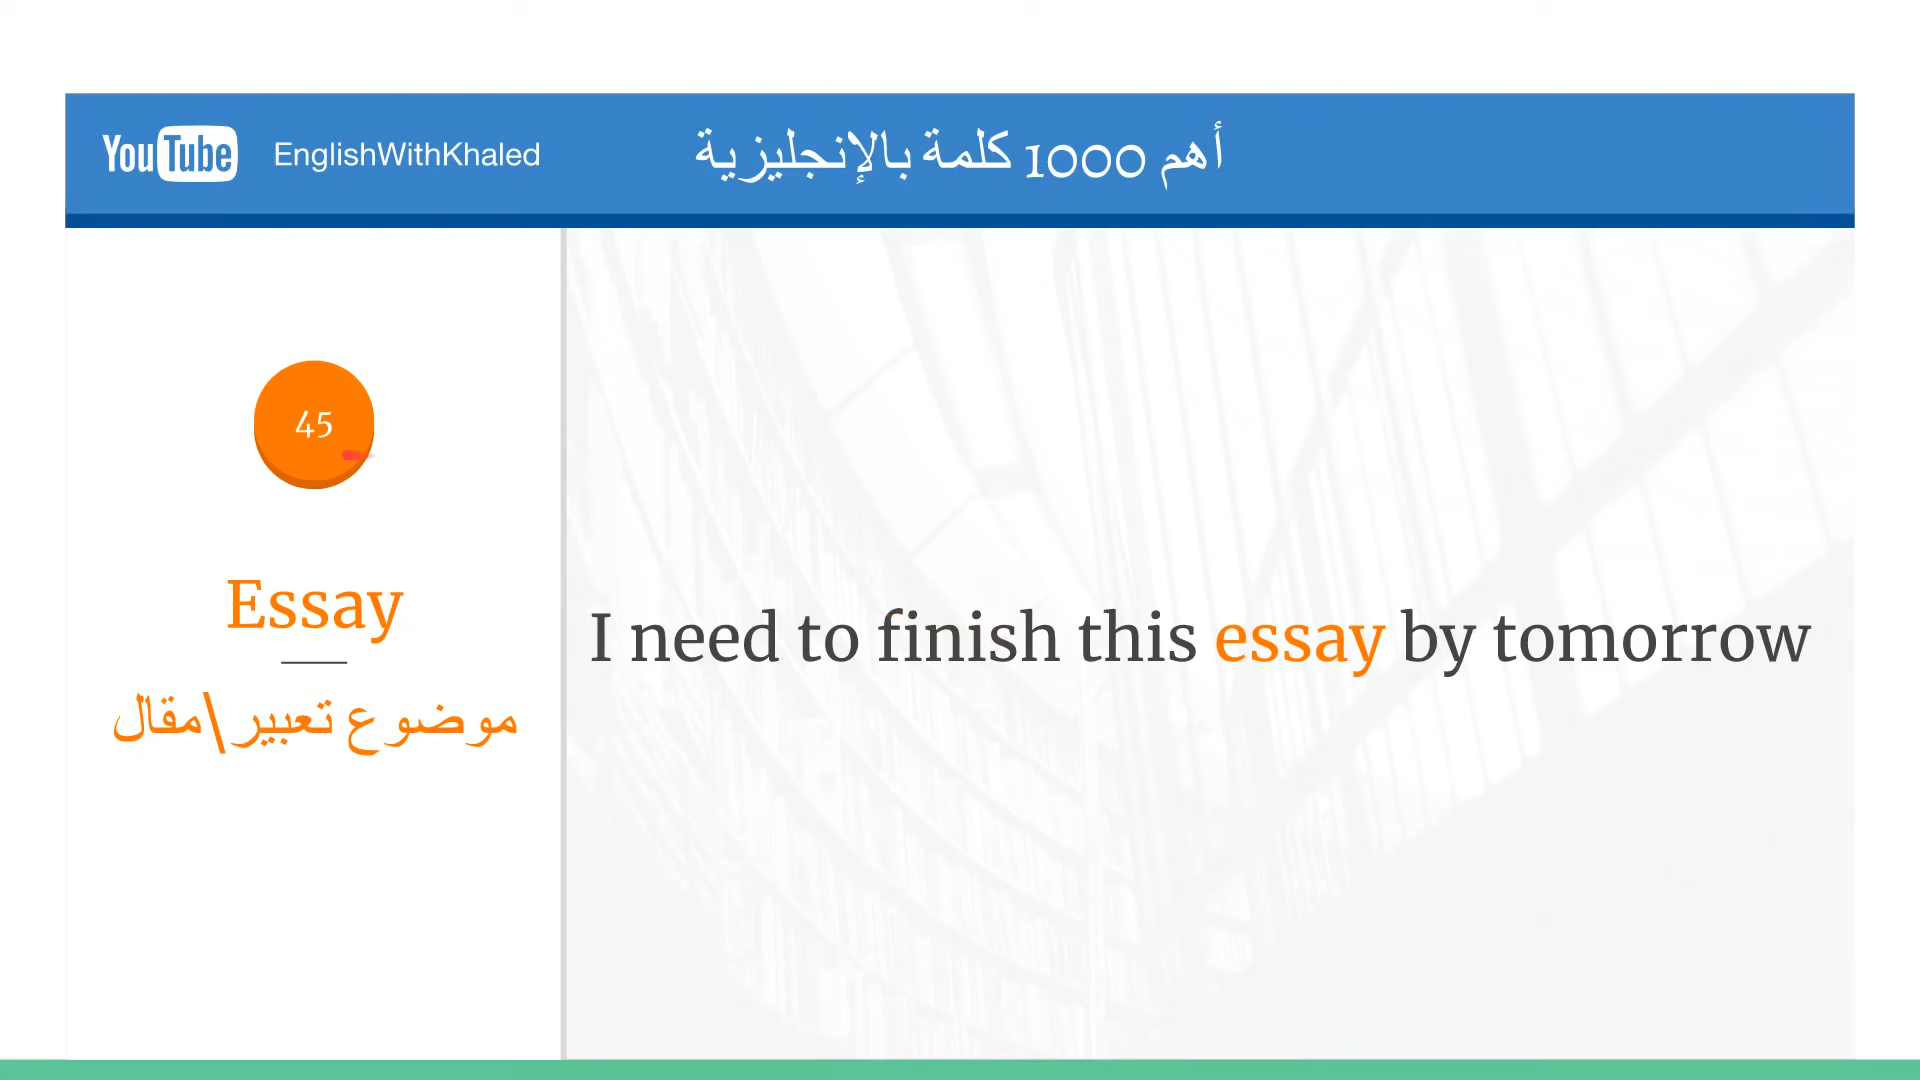 YouTube EnglishWithKhaled
أهم 1000 كلمة بالإنجليزية
45
Essay
موضوع تعبير\مقال
I need to finish this essay by tomorrow